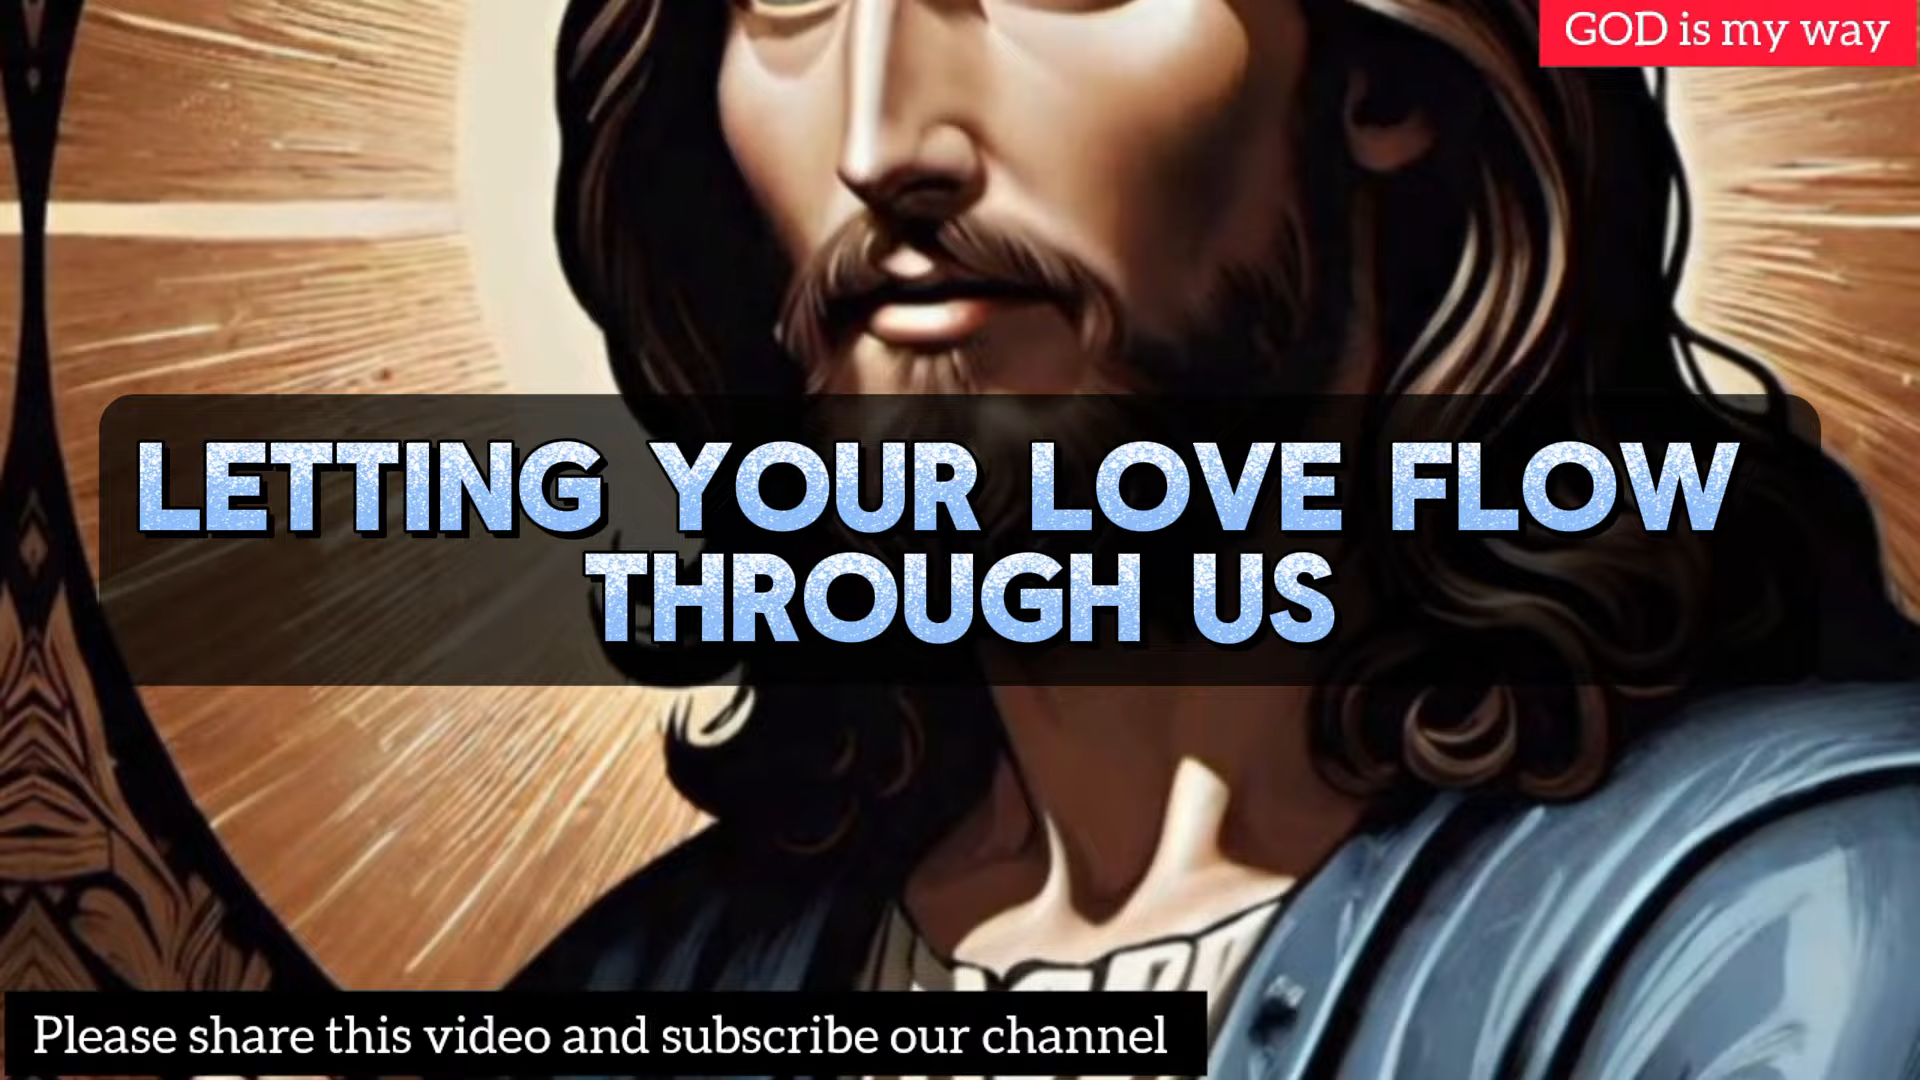 GOD is my way
LETTING YOUR LOVE FLOW
THROUGH US
Please share this video and subscribe our channel